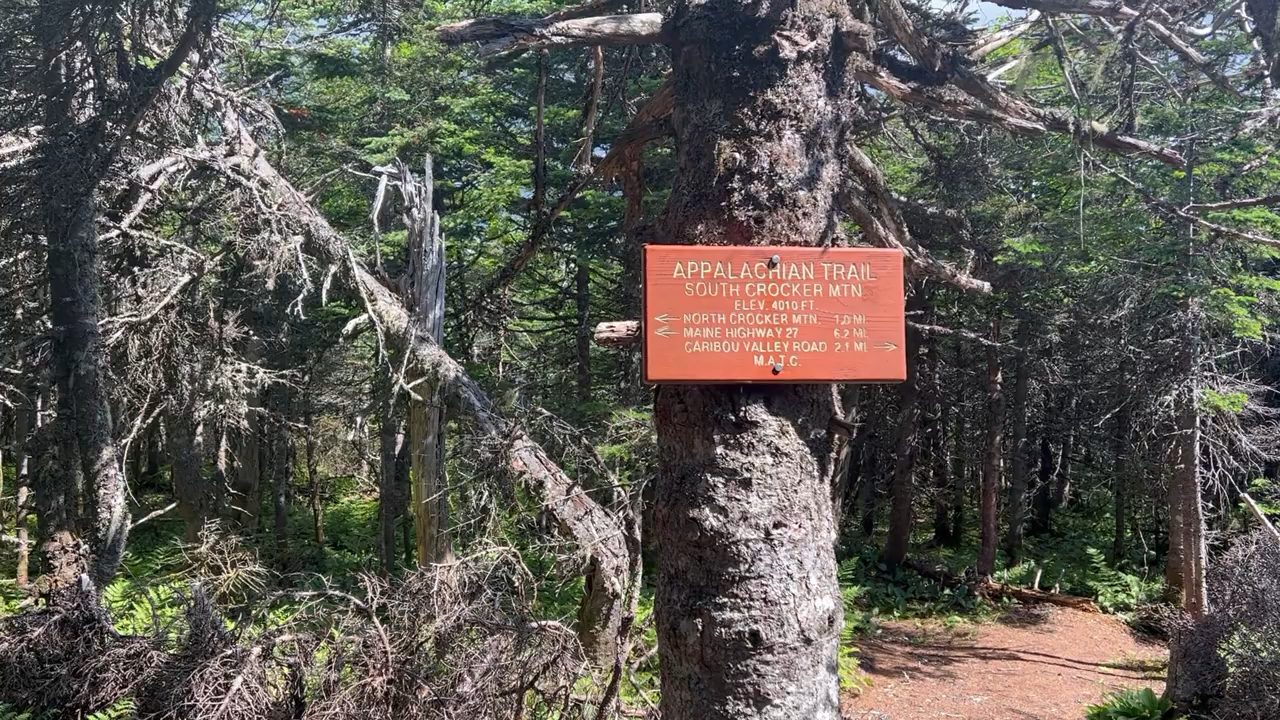 APPALACHIAN TRAIL
SOUTH CROCKER MTN
ELEV. 4010 FT.
← NORTH CROCKER MTN. 1.0 MI.
← MAINE HIGHWAY 27 6.2 MI.
CARIBOU VALLEY ROAD 2.1 MI. →
M.A.T.C.